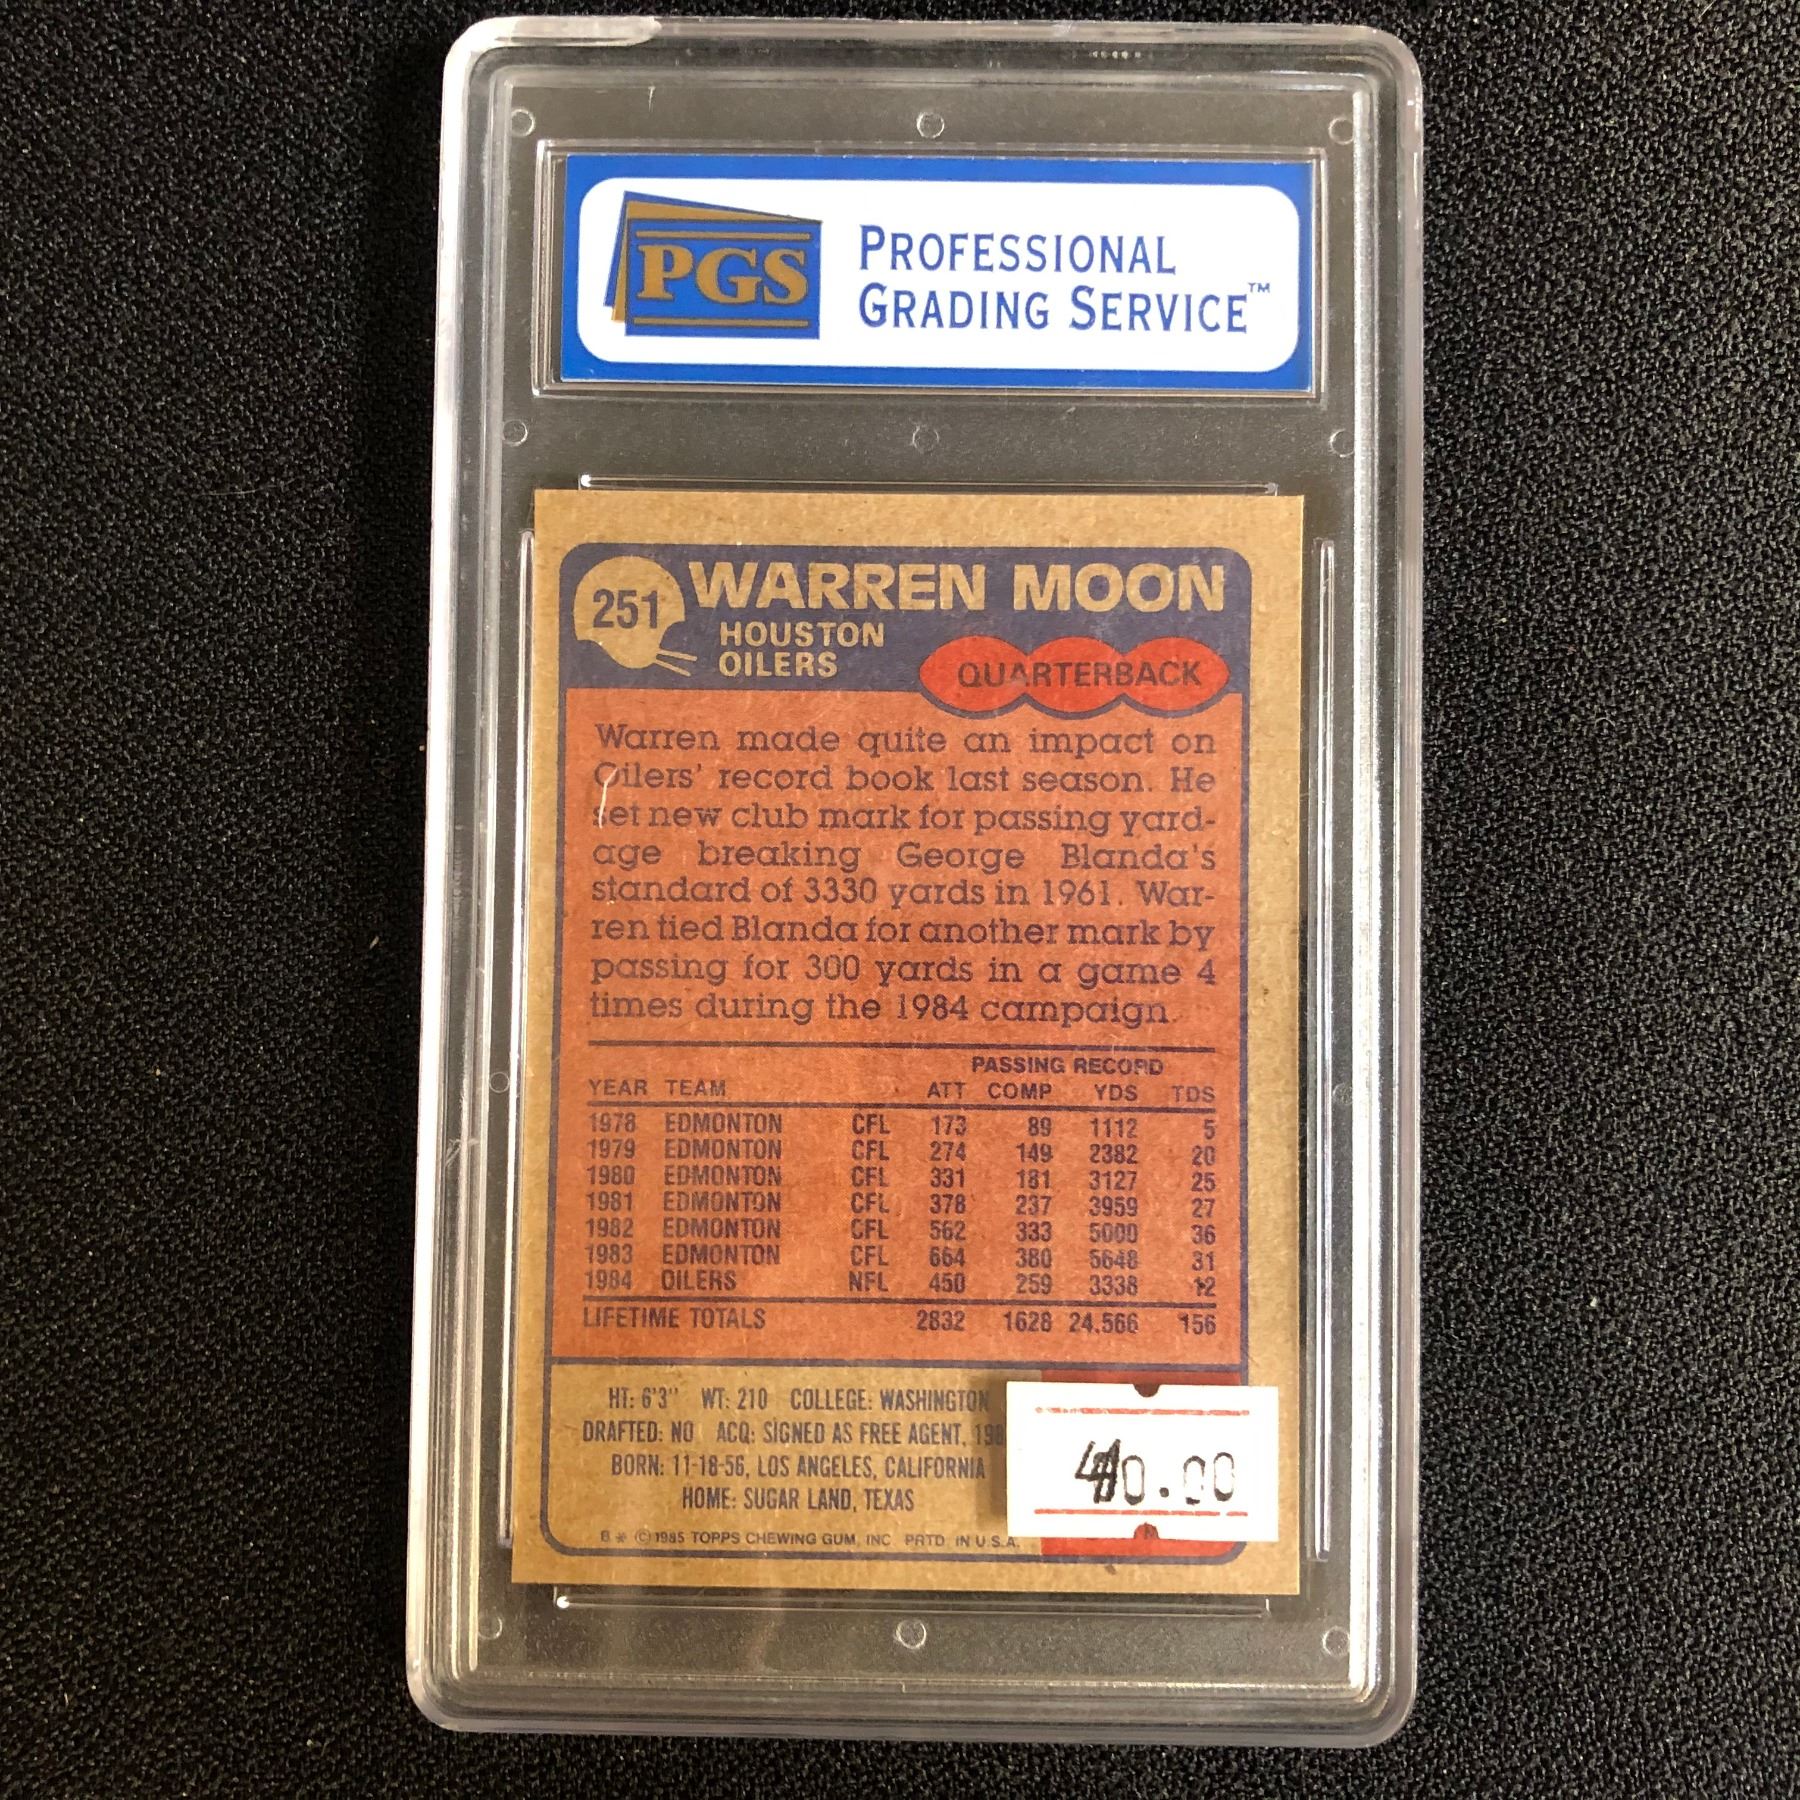 PGS
PROFESSIONAL
GRADING SERVICE™
251
WARREN MOON
HOUSTON
OILERS
QUARTERBACK
Warren made quite an impact on
Oilers' record book last season. He
set new club mark for passing yard-
age breaking George Blanda's
standard of 3330 yards in 1961. War-
ren tied Blanda for another mark by
passing for 300 yards in a game 4
times during the 1984 campaign.
PASSING RECORD
YEAR TEAM ATT COMP YDS TDS
1978 EDMONTON CFL 173 89 1112 5
1979 EDMONTON CFL 274 149 2382 20
1980 EDMONTON CFL 331 181 3127 25
1981 EDMONTON CFL 378 237 3959 27
1982 EDMONTON CFL 562 333 5000 36
1983 EDMONTON CFL 664 380 5648 31
1984 OILERS NFL 450 259 3338 12
LIFETIME TOTALS 2832 1628 24,566 156
HT: 6'3" WT: 210 COLLEGE: WASHINGTON
DRAFTED: NO ACQ: SIGNED AS FREE AGENT, 198
BORN: 11-18-56, LOS ANGELES, CALIFORNIA
HOME: SUGAR LAND, TEXAS
B * © 1985 TOPPS CHEWING GUM, INC. PRTD. IN U.S.A.